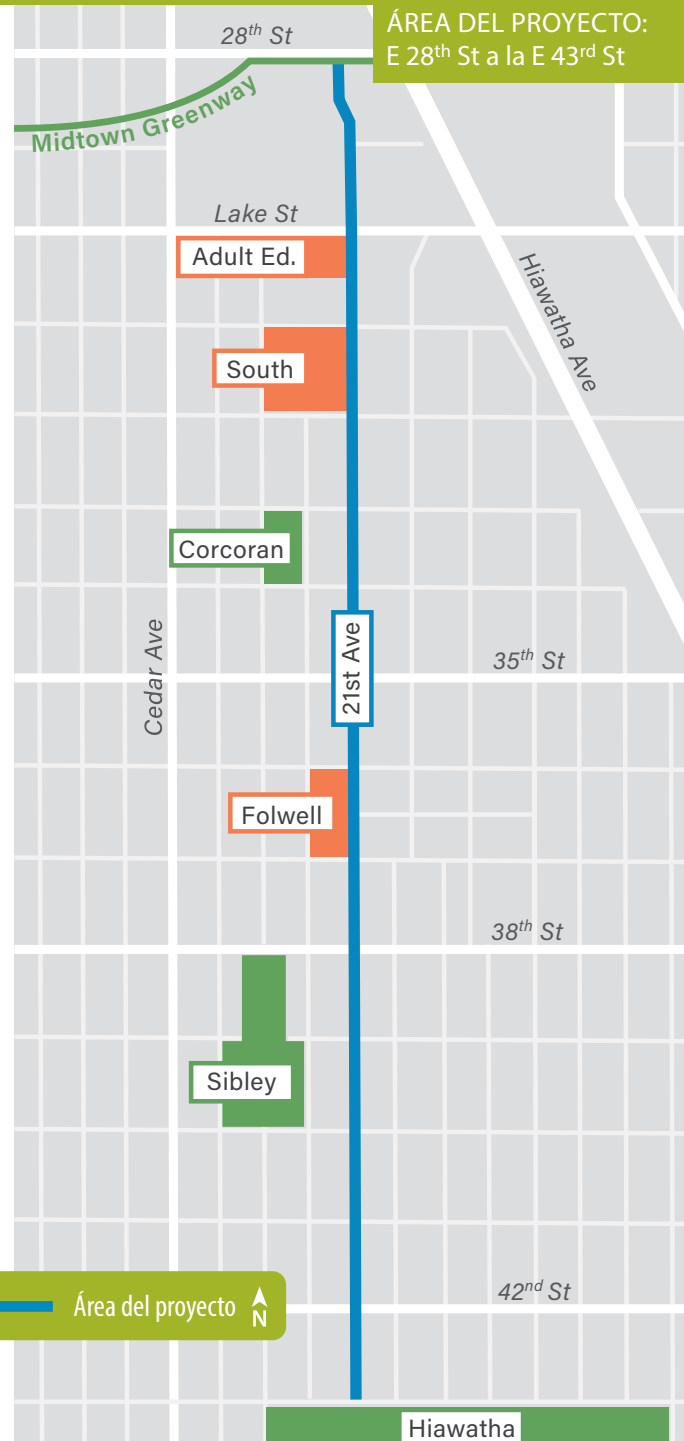 28th St
ÁREA DEL PROYECTO:
E 28th St a la E 43rd St
Midtown Greenway
Lake St
Adult Ed.
Hiawatha Ave
South
Corcoran
Cedar Ave
21st Ave
35th St
Folwell
38th St
Sibley
42nd St
Área del proyecto
N
Hiawatha